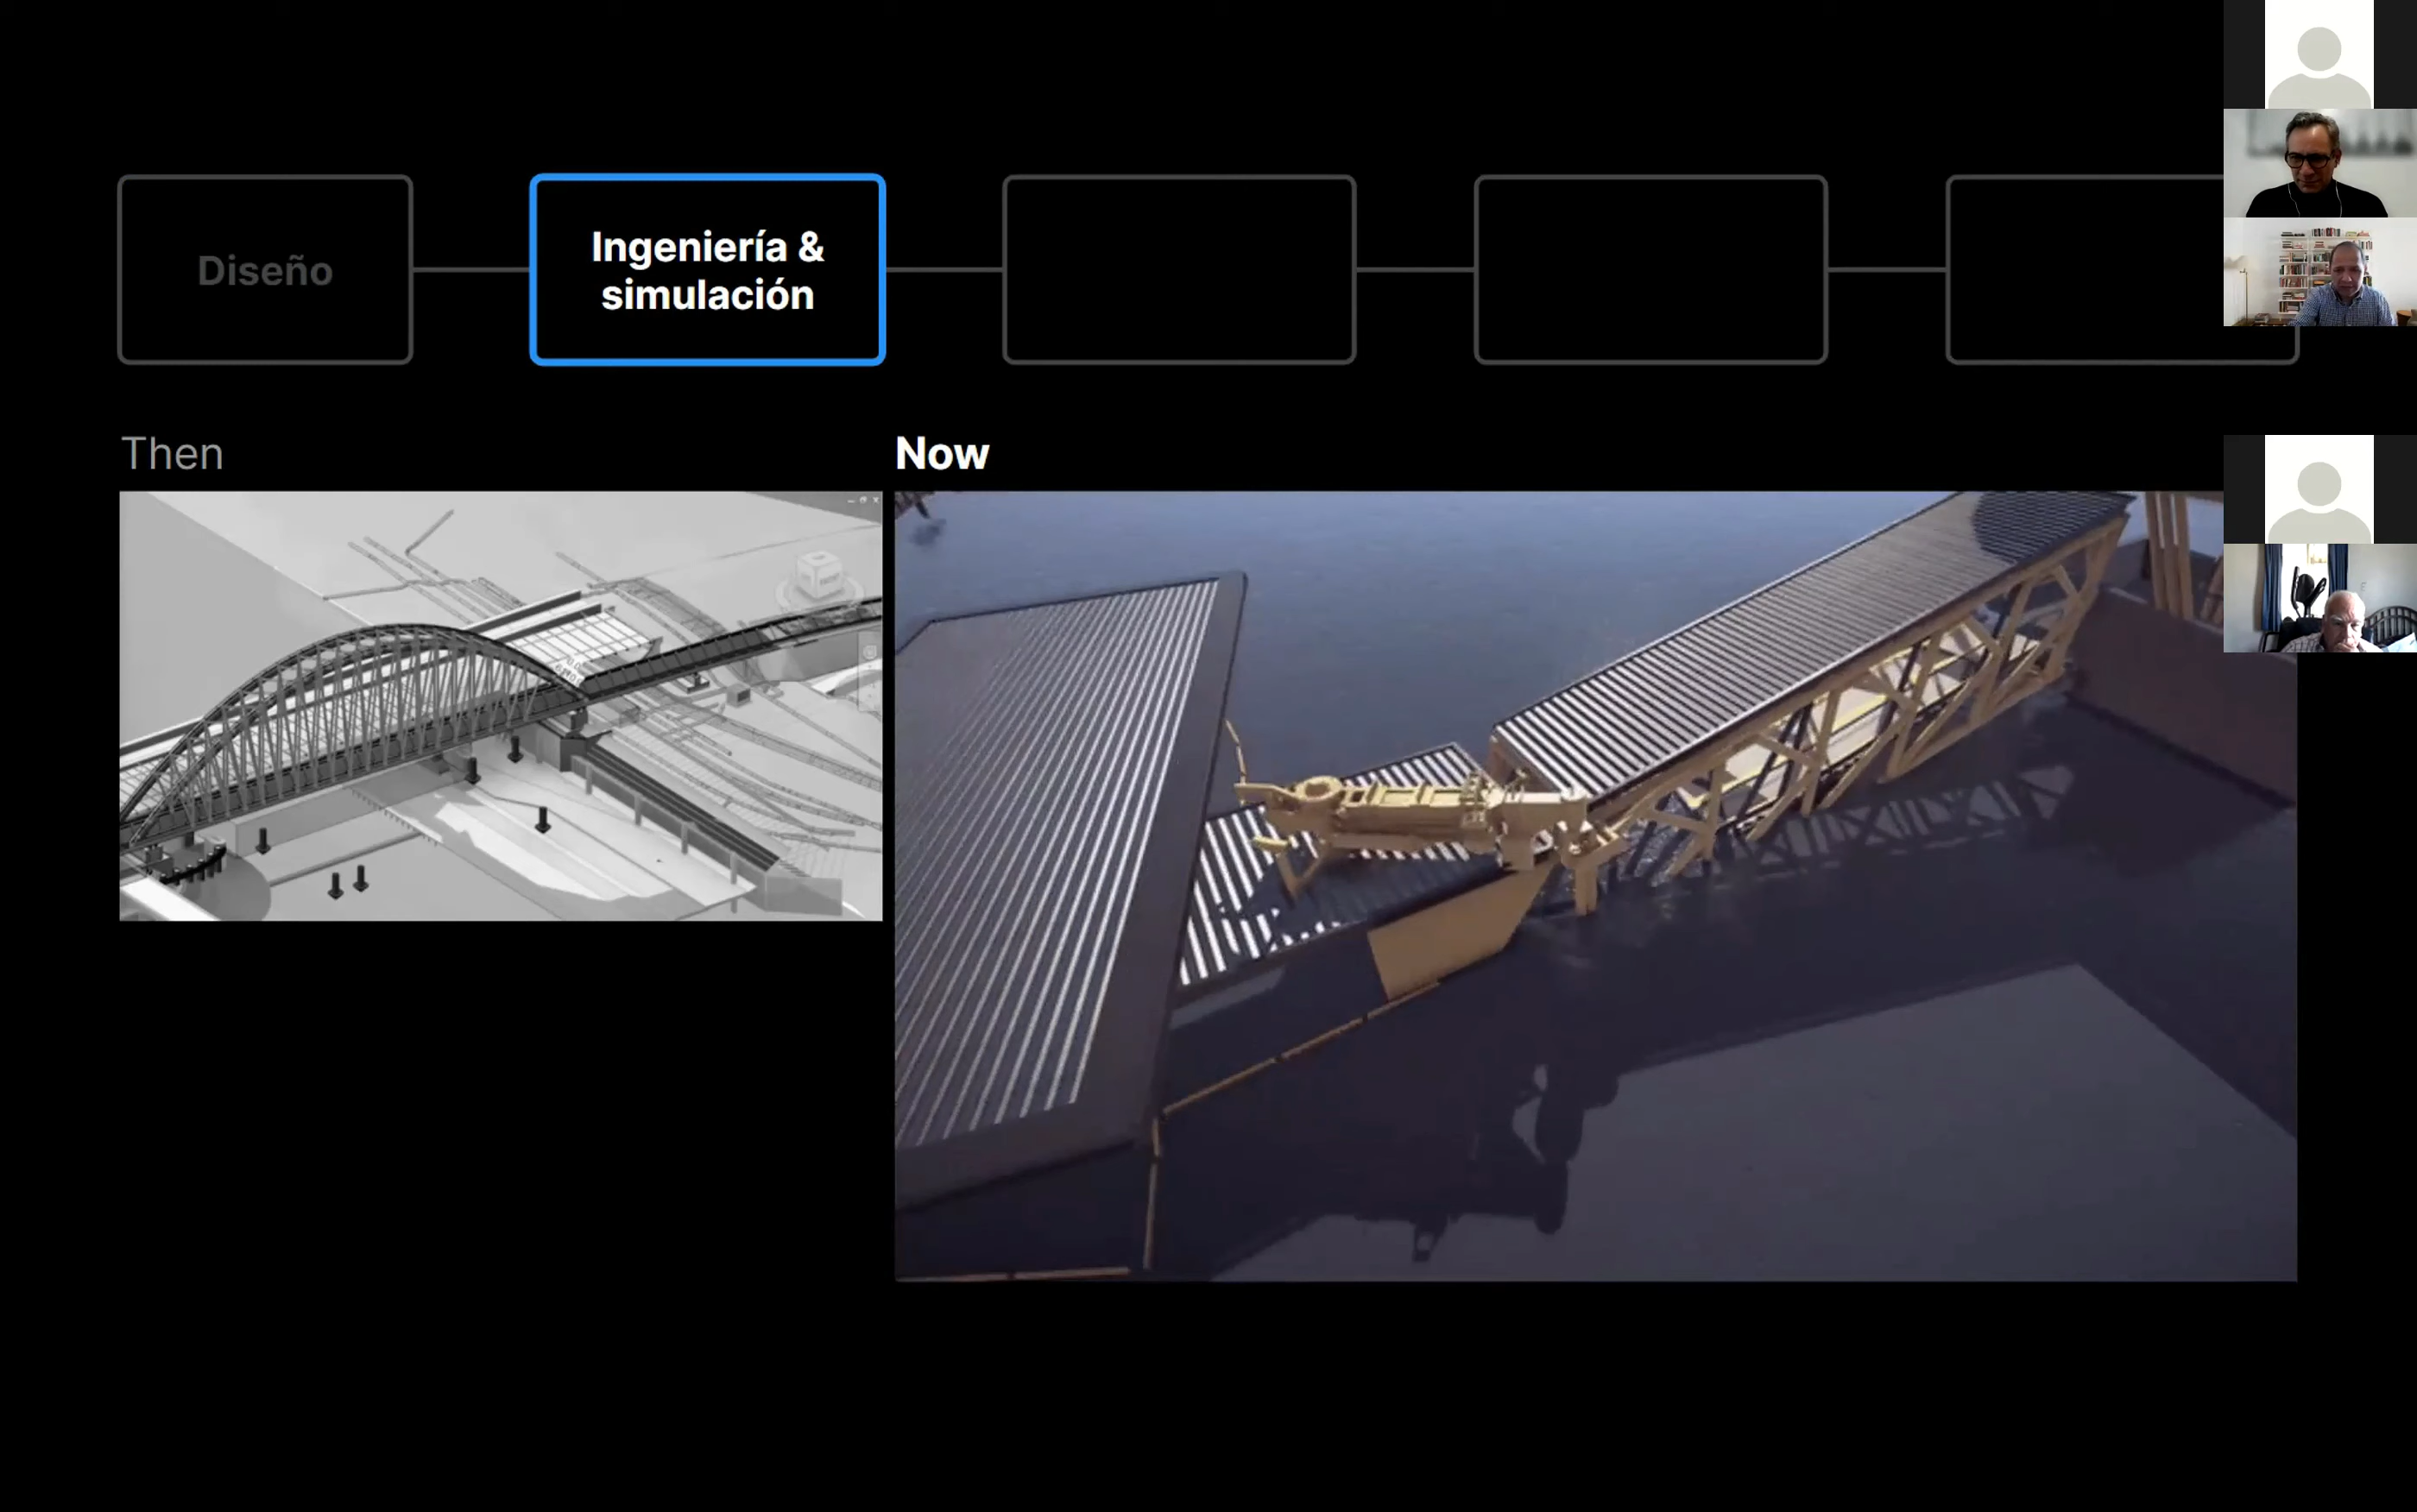 Diseño
Ingeniería &
simulación
Then
Now